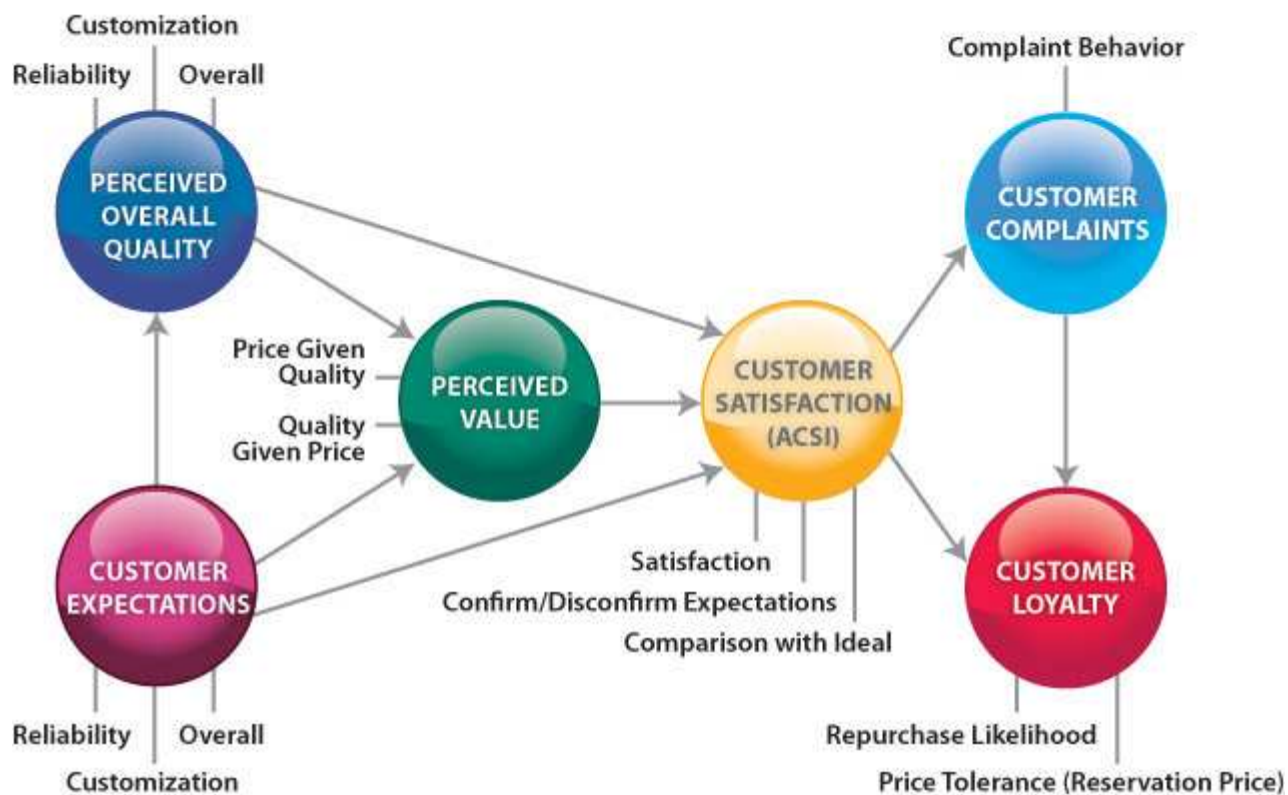 Customization
Reliability
Overall
PERCEIVED
OVERALL
QUALITY
Complaint Behavior
CUSTOMER
COMPLAINTS
Price Given
Quality
Quality
Given Price
PERCEIVED
VALUE
CUSTOMER
SATISFACTION
(ACSI)
CUSTOMER
EXPECTATIONS
Reliability
Overall
Customization
Satisfaction
Confirm/Disconfirm Expectations
Comparison with Ideal
CUSTOMER
LOYALTY
Repurchase Likelihood
Price Tolerance (Reservation Price)